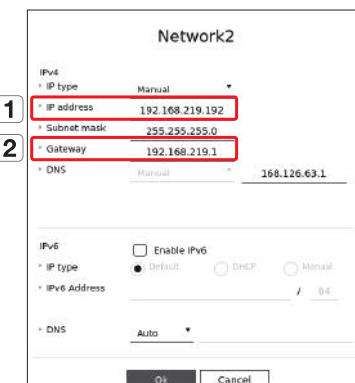 Network2
IPv4
IP type Manual
1 IP address 192.168.219.192
Subnet mask 255.255.255.0
2 Gateway 192.168.219.1
DNS Manual 168.126.63.1
IPv6 Enable IPv6
IP type Default DHCP Manual
IPv6 Address / 64
DNS Auto
Ok Cancel